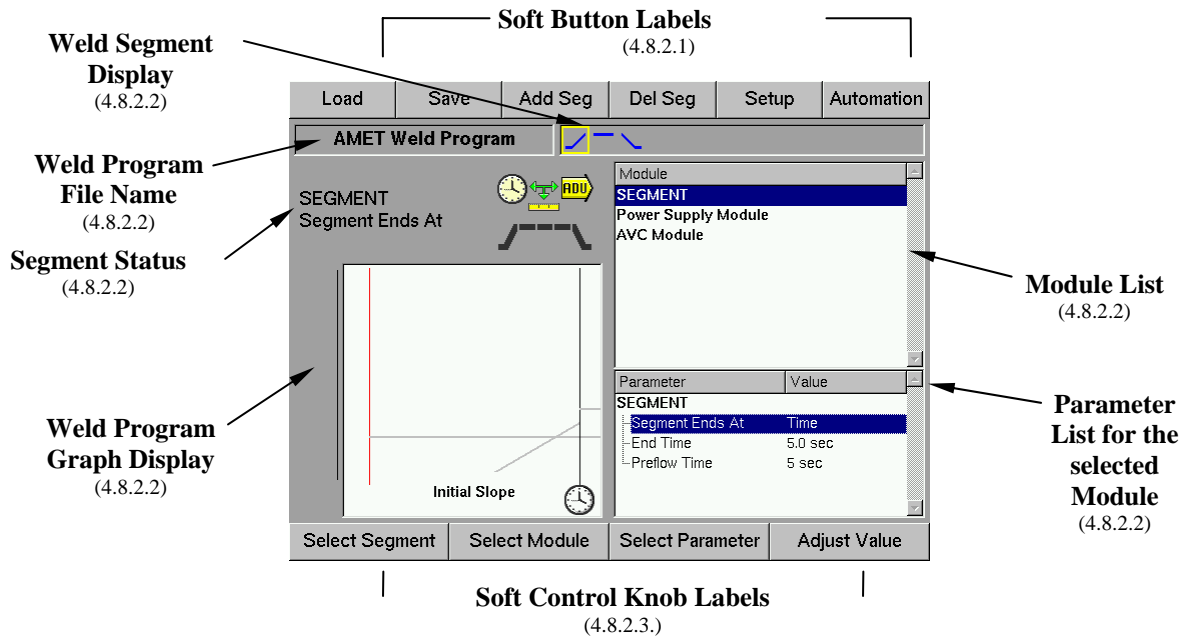 Soft Button Labels
(4.8.2.1)
Weld Segment
Display
(4.8.2.2)
Load Save Add Seg Del Seg Setup Automation
AMET Weld Program
Weld Program
File Name
(4.8.2.2)
SEGMENT
Segment Ends At
ADV
Module
SEGMENT
Power Supply Module
AVC Module
Segment Status
(4.8.2.2)
Module List
(4.8.2.2)
Parameter Value
SEGMENT
Segment Ends At Time
End Time 5.0 sec
Preflow Time 5 sec
Weld Program
Graph Display
(4.8.2.2)
Initial Slope
Parameter
List for the
selected
Module
(4.8.2.2)
Select Segment Select Module Select Parameter Adjust Value
Soft Control Knob Labels
(4.8.2.3.)